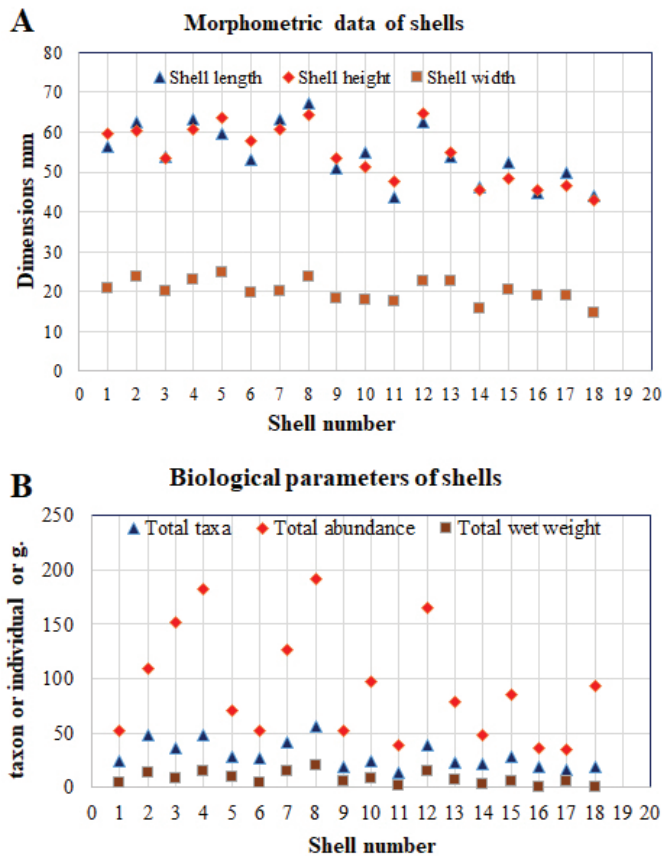 A
Morphometric data of shells
Shell length Shell height Shell width
Dimensions mm
80
70
60
50
40
30
20
10
0
0 1 2 3 4 5 6 7 8 9 10 11 12 13 14 15 16 17 18 19 20
Shell number
B
Biological parameters of shells
Total taxa Total abundance Total wet weight
taxon or individual or g.
250
200
150
100
50
0
0 1 2 3 4 5 6 7 8 9 10 11 12 13 14 15 16 17 18 19 20
Shell number